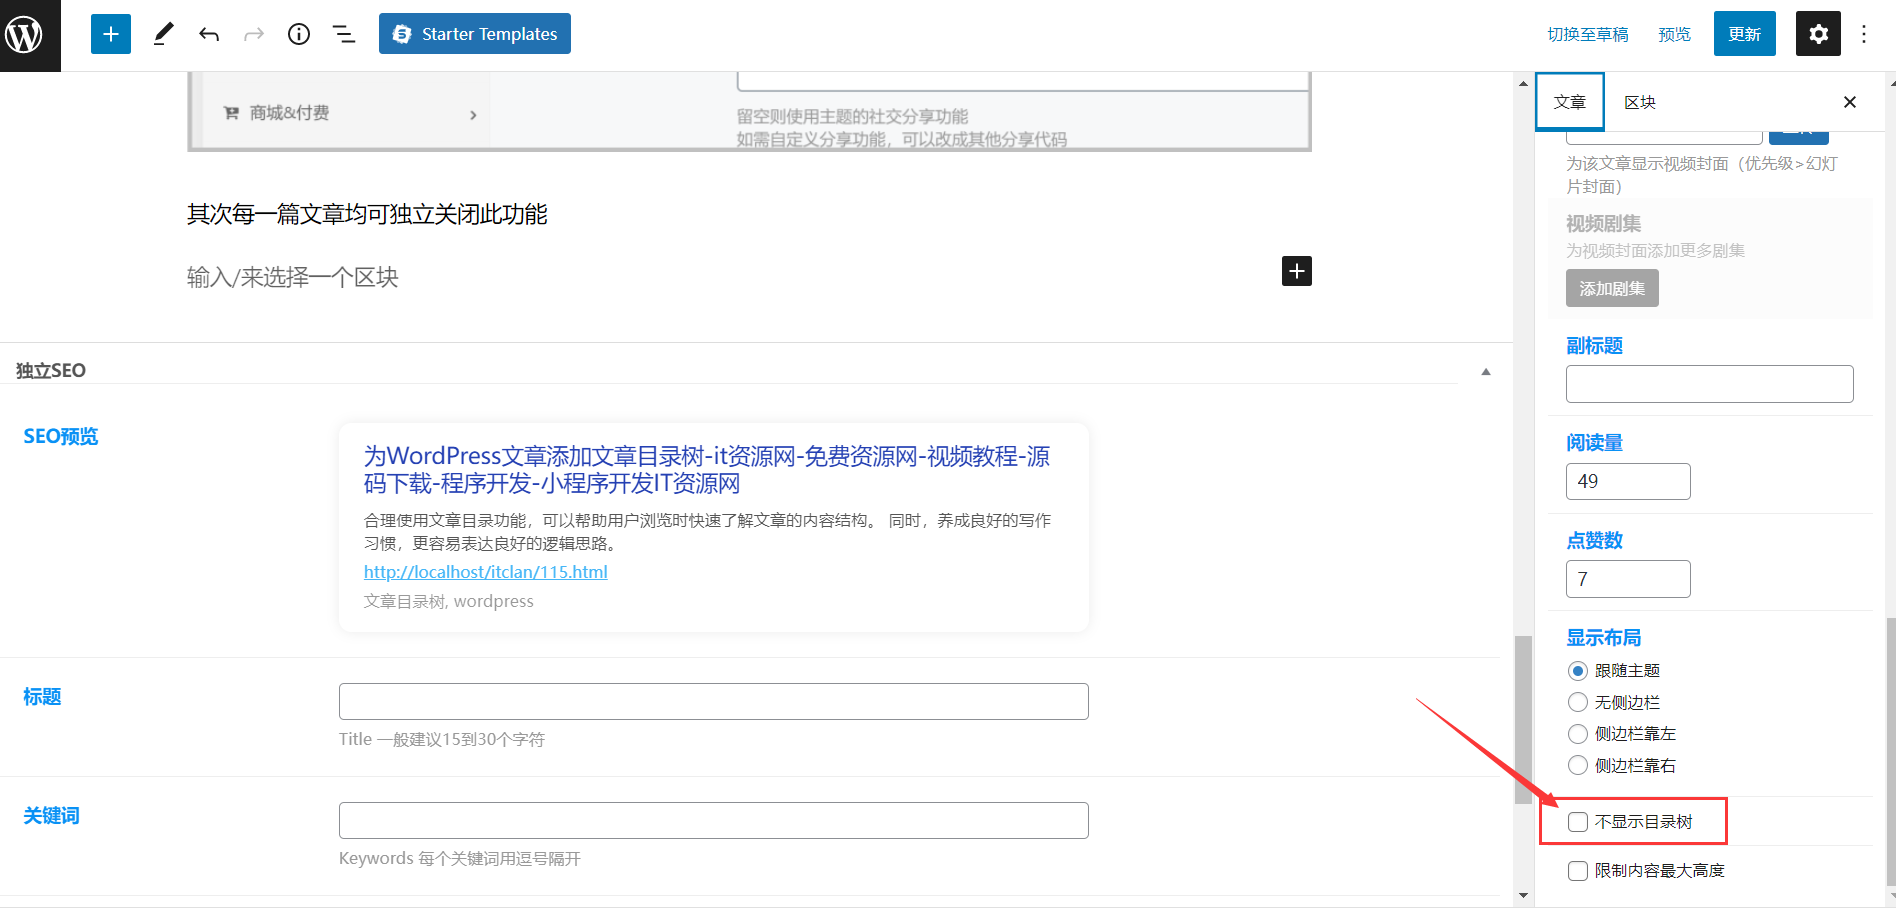 Starter Templates
切换至草稿
预览
更新
商城&付费
留空则使用主题的社交分享功能
如需自定义分享功能，可以改成其他分享代码
其次每一篇文章均可独立关闭此功能
输入/来选择一个区块
独立SEO
SEO预览
为WordPress文章添加文章目录树-it资源网-免费资源网-视频教程-源
码下载-程序开发-小程序开发IT资源网
合理使用文章目录功能，可以帮助用户浏览时快速了解文章的内容结构。 同时，养成良好的写作
习惯，更容易表达良好的逻辑思路。
http://localhost/itclan/115.html
文章目录树, wordpress
标题
Title 一般建议15到30个字符
关键词
Keywords 每个关键词用逗号隔开
文章
区块
为该文章显示视频封面（优先级>幻灯
片封面）
视频剧集
为视频封面添加更多剧集
添加剧集
副标题
阅读量
49
点赞数
7
显示布局
跟随主题
无侧边栏
侧边栏靠左
侧边栏靠右
不显示目录树
限制内容最大高度